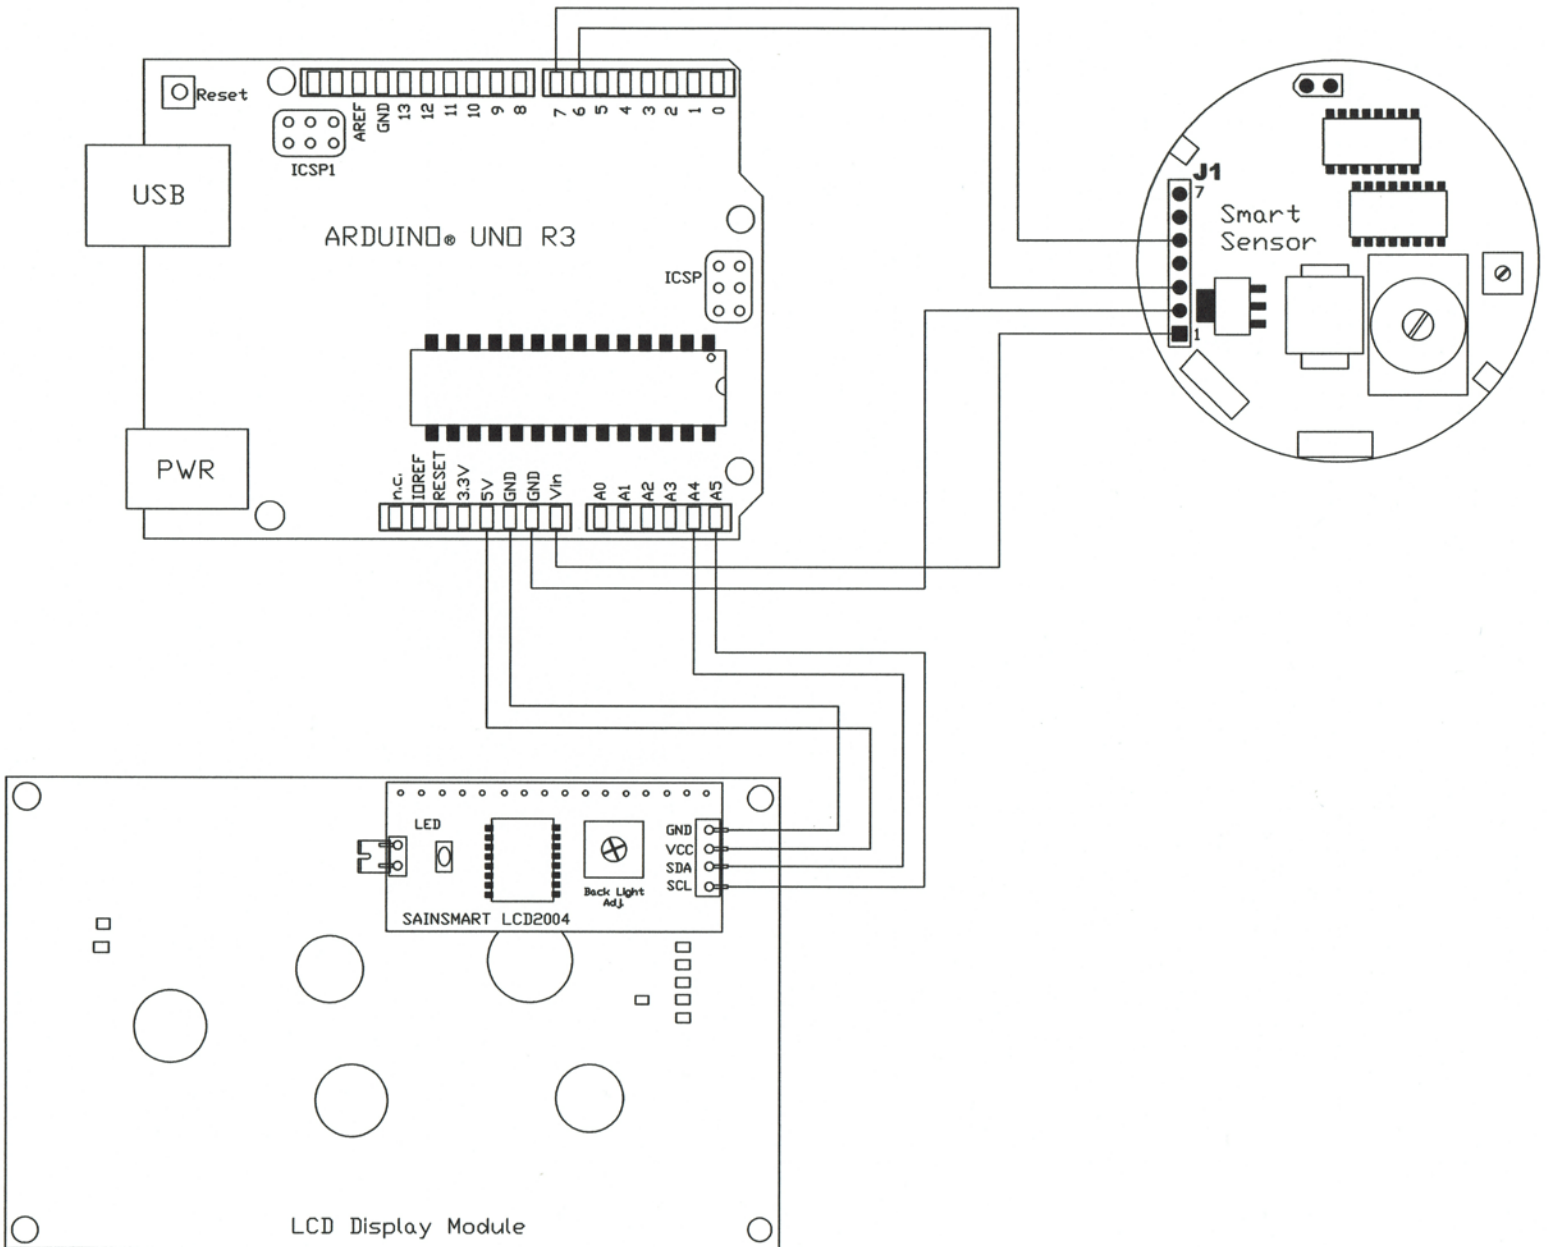 Reset
AREF
GND
13
12
11
10
9
8
7
6
5
4
3
2
1
0
ICSP1
USB
ARDUINO® UNO R3
ICSP
J1
7
Smart
Sensor
1
PWR
n.c.
IOREF
RESET
3.3V
5V
GND
GND
Vin
A0
A1
A2
A3
A4
A5
LED
GND
VCC
SDA
SCL
Back Light
Adj.
SAINSMART LCD2004
LCD Display Module